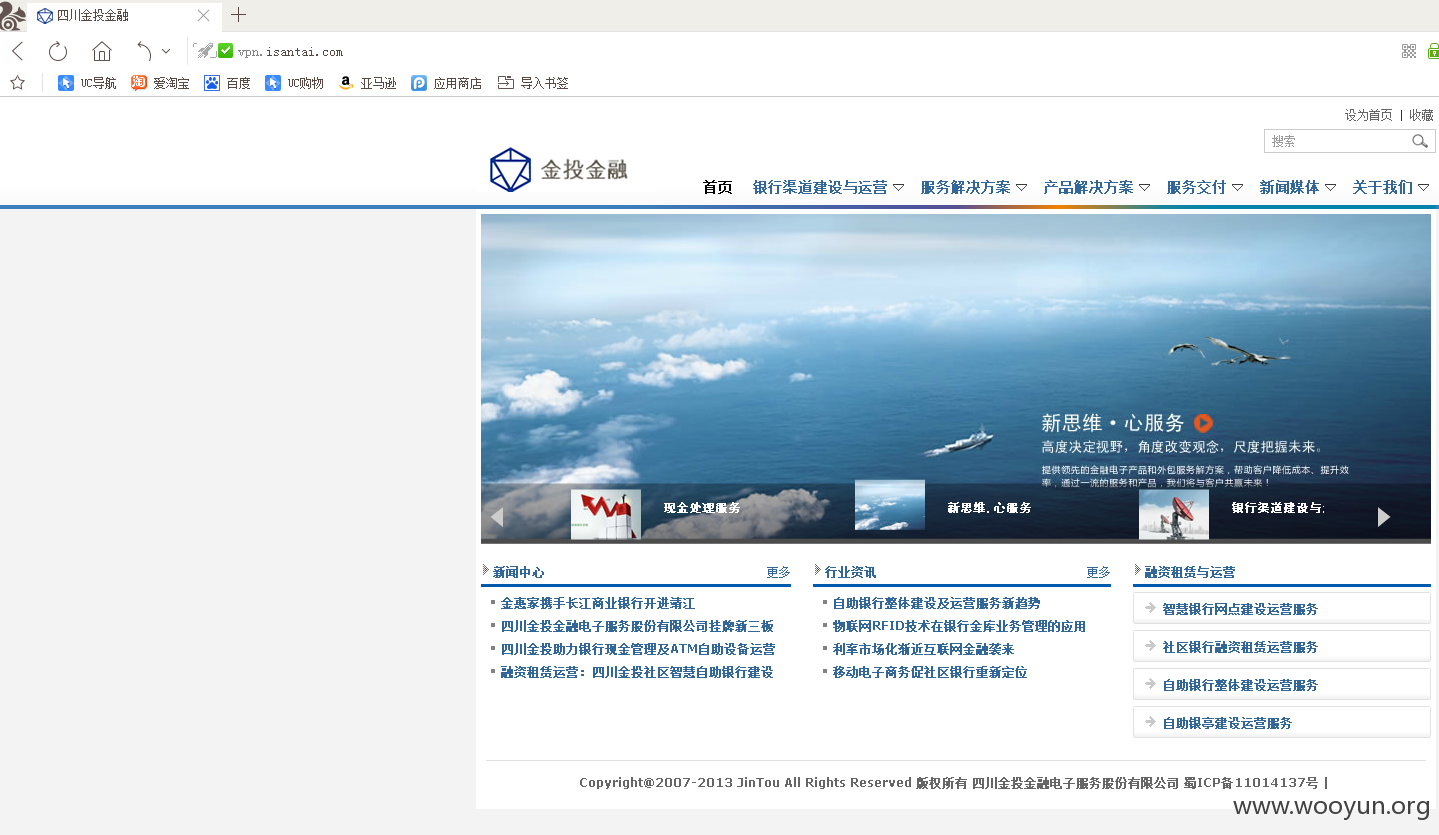 四川金投金融
vpn.isantai.com
UC导航 爱淘宝 百度 UC购物 亚马逊 应用商店 导入书签
设为首页 | 收藏
搜索
金投金融
首页 银行渠道建设与运营 服务解决方案 产品解决方案 服务交付 新闻媒体 关于我们
新思维·心服务
高度决定视野，角度改变观念，尺度把握未来。
提供领先的金融电子产品和外包服务解方案，帮助客户降低成本、提升效
率，通过一流的服务和产品，我们将与客户共赢未来！
现金处理服务 新思维.心服务 银行渠道建设与
新闻中心 更多 行业资讯 更多 融资租赁与运营
金惠家携手长江商业银行开进靖江
四川金投金融电子服务股份有限公司挂牌新三板
四川金投助力银行现金管理及ATM自助设备运营
融资租赁运营：四川金投社区智慧自助银行建设
自助银行整体建设及运营服务新趋势
物联网RFID技术在银行金库业务管理的应用
利率市场化渐近互联网金融袭来
移动电子商务促社区银行重新定位
智慧银行网点建设运营服务
社区银行融资租赁运营服务
自助银行整体建设运营服务
自助银亭建设运营服务
Copyright@2007-2013 JinTou All Rights Reserved 版权所有 四川金投金融电子服务股份有限公司 蜀ICP备11014137号 |
www.wooyun.org